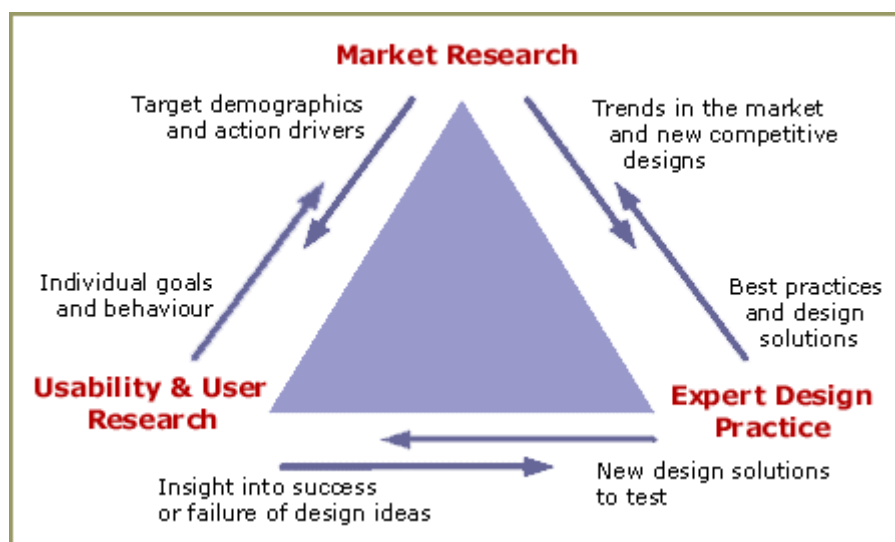 Market Research
Target demographics
and action drivers
Trends in the market
and new competitive
designs
Individual goals
and behaviour
Best practices
and design
solutions
Usability & User
Research
Expert Design
Practice
Insight into success
or failure of design ideas
New design solutions
to test